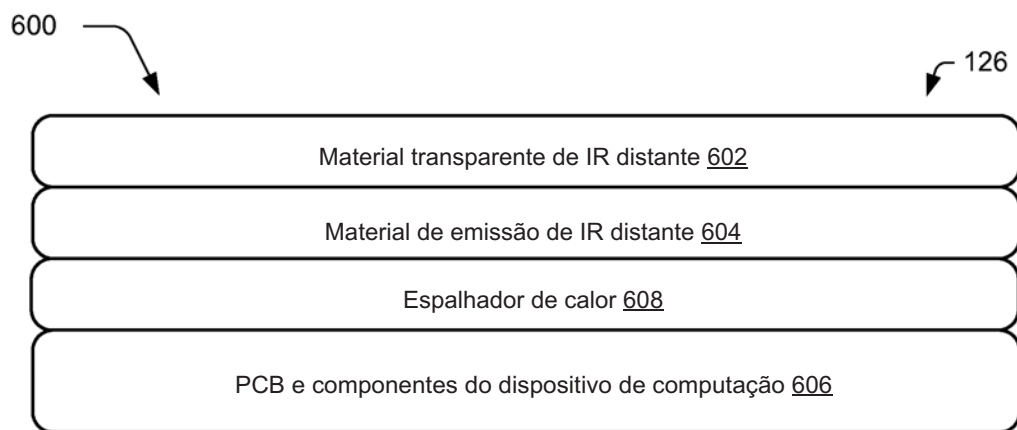 600
126
Material transparente de IR distante 602
Material de emissão de IR distante 604
Espalhador de calor 608
PCB e componentes do dispositivo de computação 606